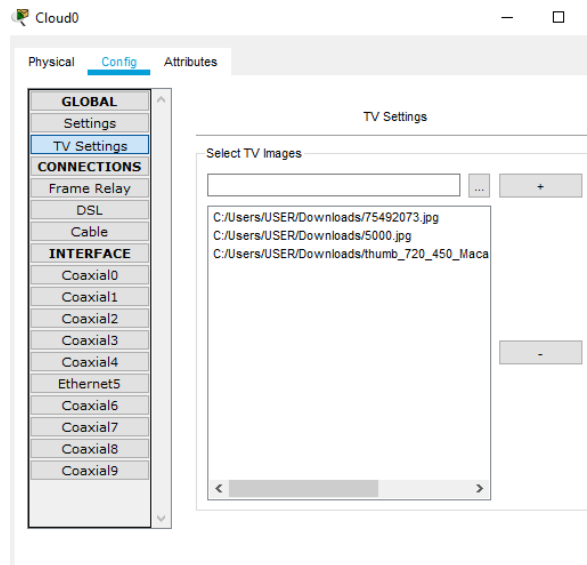 Cloud0
Physical Config Attributes
GLOBAL
Settings
TV Settings
CONNECTIONS
Frame Relay
DSL
Cable
INTERFACE
Coaxial0
Coaxial1
Coaxial2
Coaxial3
Coaxial4
Ethernet5
Coaxial6
Coaxial7
Coaxial8
Coaxial9
TV Settings
Select TV Images
... +
C:/Users/USER/Downloads/75492073.jpg
C:/Users/USER/Downloads/5000.jpg
C:/Users/USER/Downloads/thumb_720_450_Maca
-